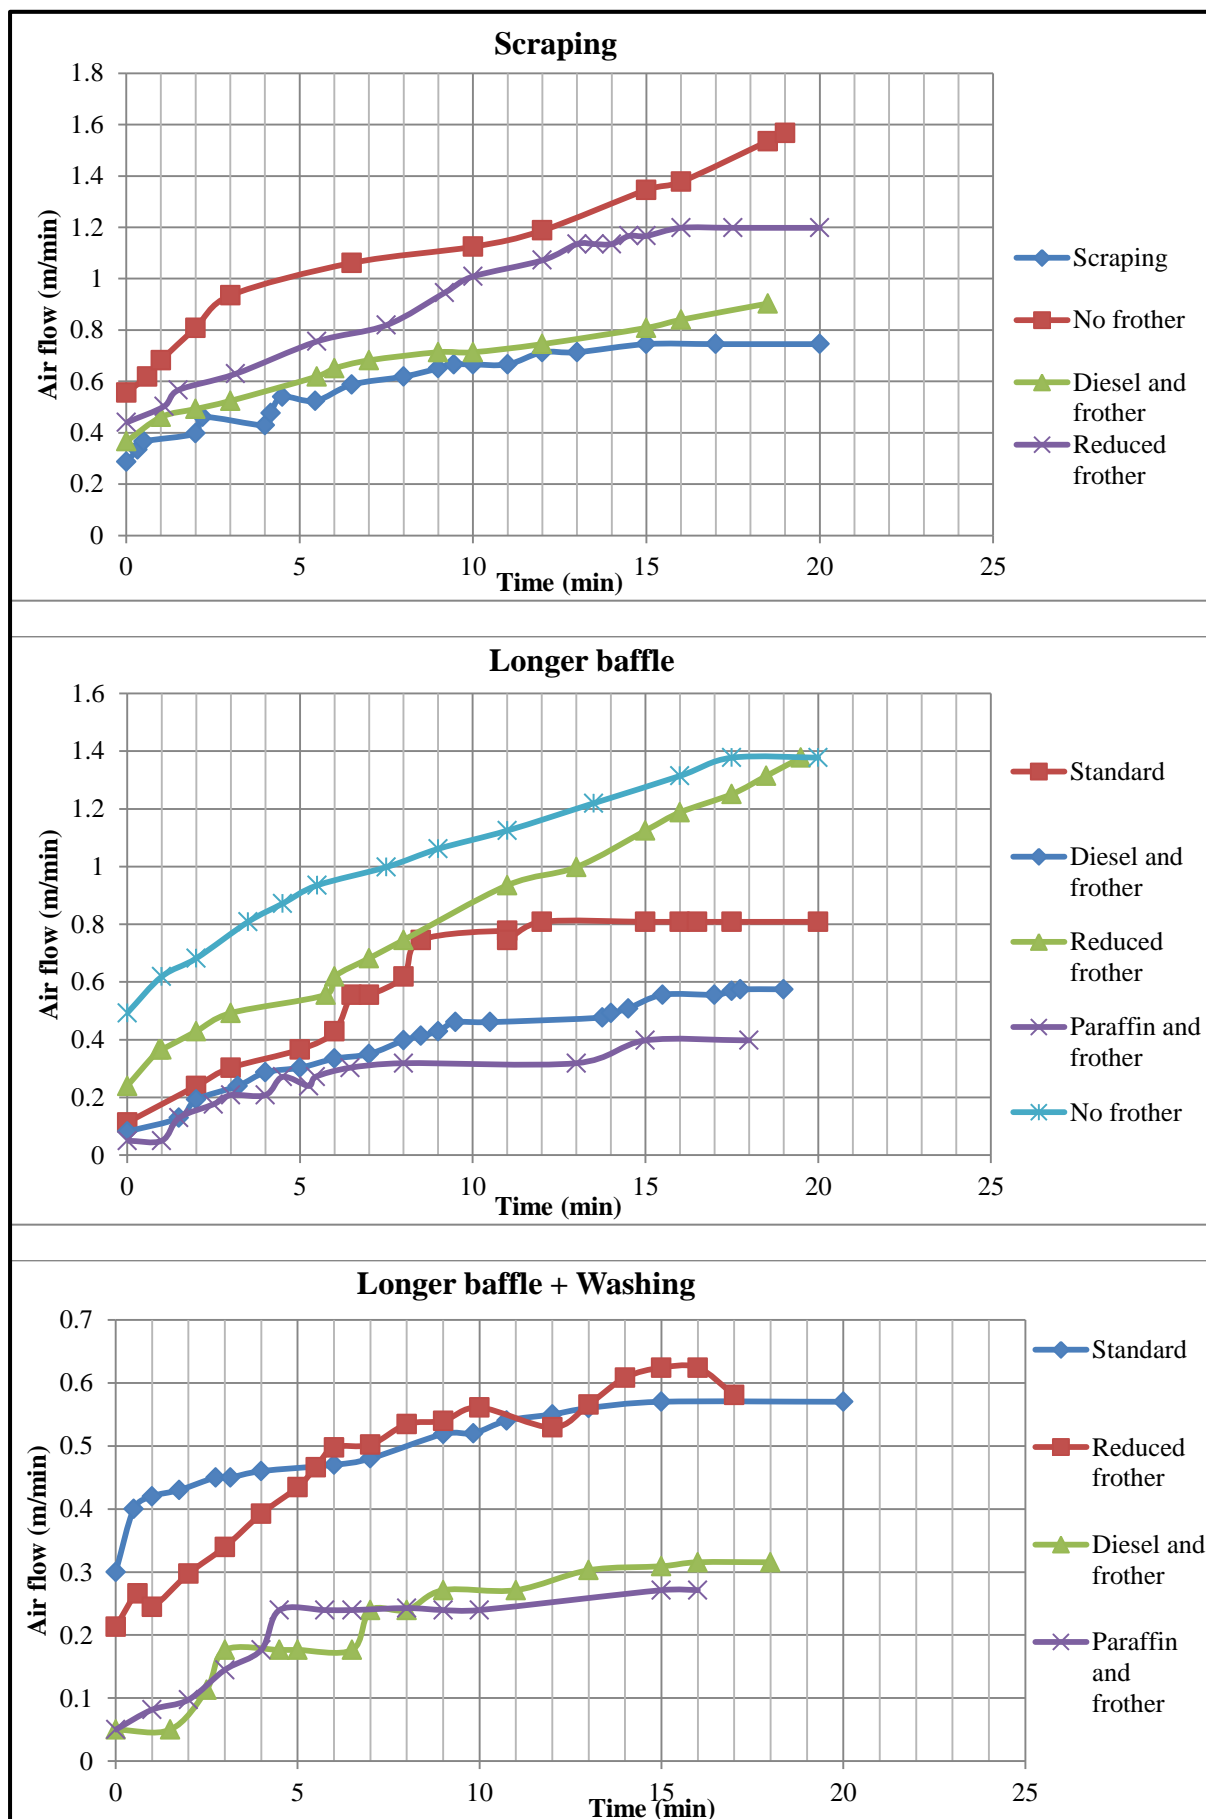 Scraping
1.8
1.6
1.4
1.2
1
0.8
0.6
0.4
0.2
0
Air flow (m/min)
0 5 10 15 20 25
Time (min)
Scraping
No frother
Diesel and
frother
Reduced
frother
Longer baffle
1.6
1.4
1.2
1
0.8
0.6
0.4
0.2
0
Air flow (m/min)
0 5 10 15 20 25
Time (min)
Standard
Diesel and
frother
Reduced
frother
Paraffin and
frother
No frother
Longer baffle + Washing
0.7
0.6
0.5
0.4
0.3
0.2
0.1
0
Air flow (m/min)
0 5 10 15 20 25
Time (min)
Standard
Reduced
frother
Diesel and
frother
Paraffin
and
frother